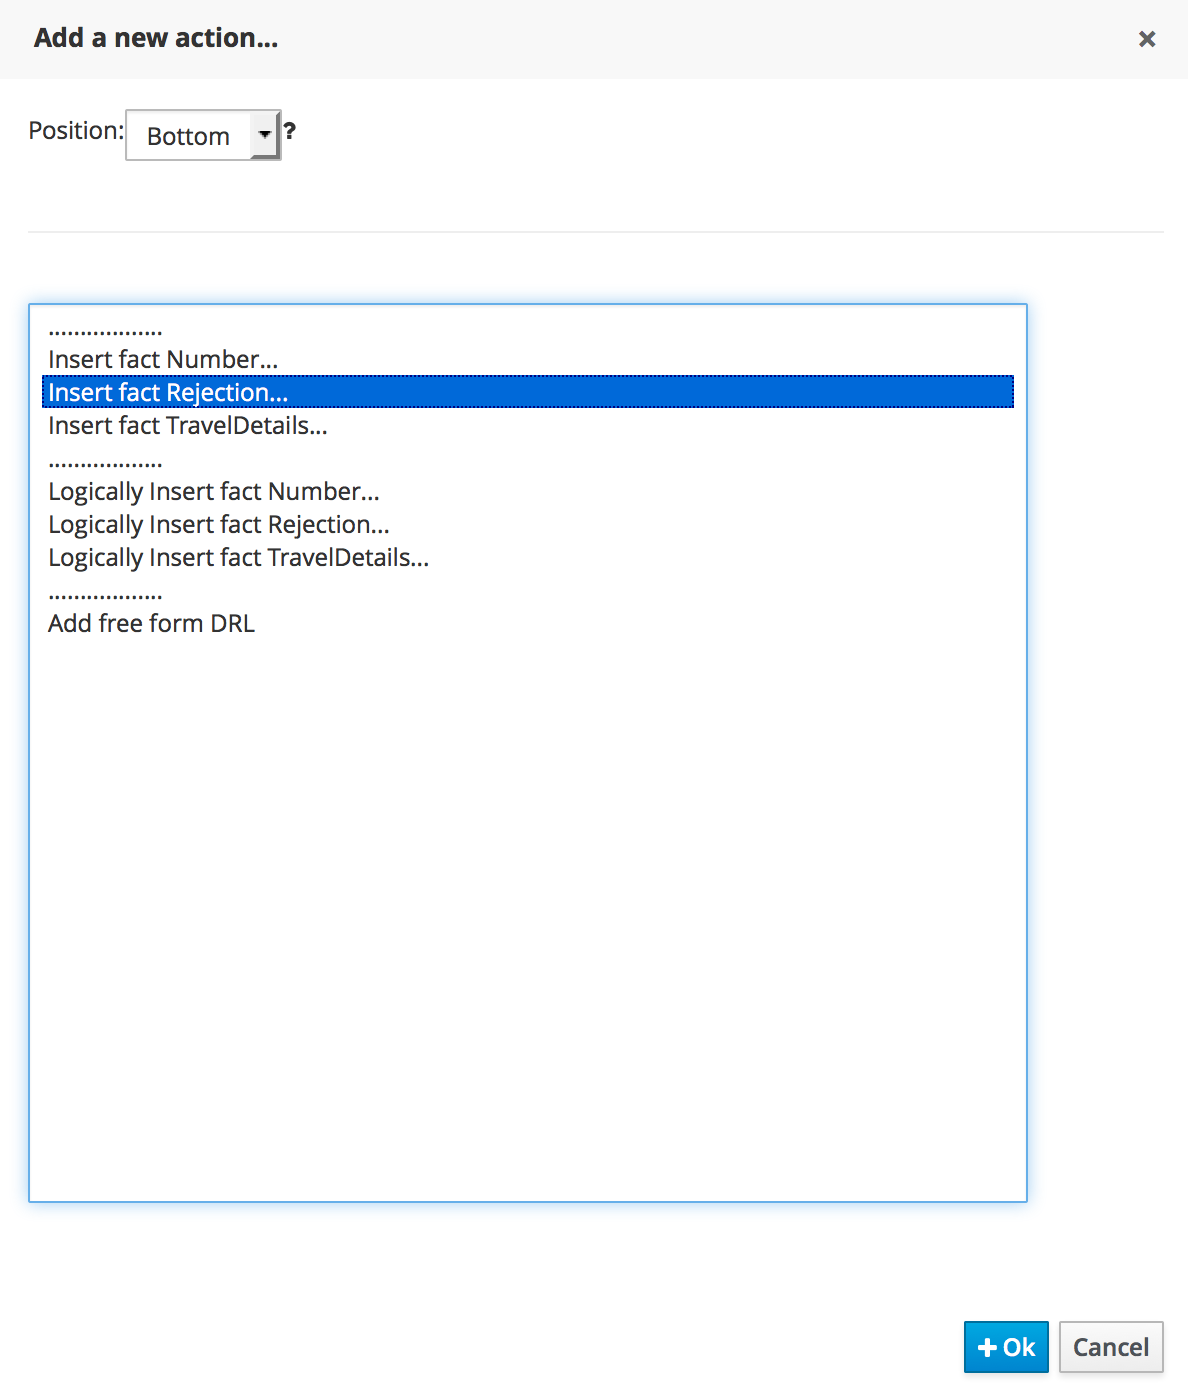 Add a new action...
Position: Bottom ?
..................
Insert fact Number...
Insert fact Rejection...
Insert fact TravelDetails...
..................
Logically Insert fact Number...
Logically Insert fact Rejection...
Logically Insert fact TravelDetails...
..................
Add free form DRL
Ok Cancel